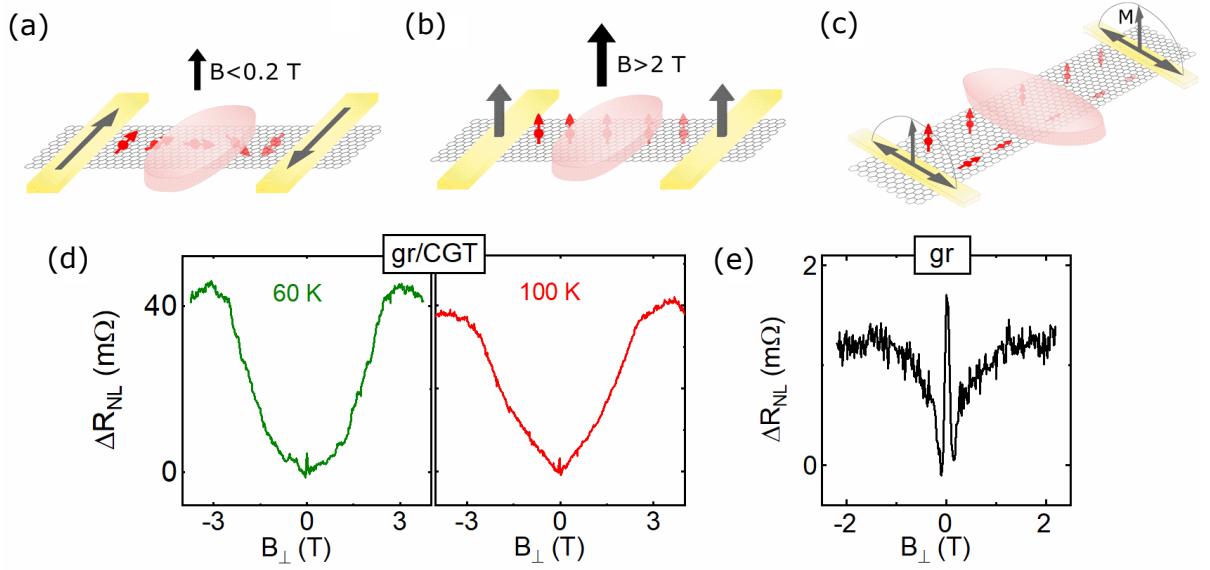 (a)
B<0.2 T
(b)
B>2 T
(c)
M
(d)
gr/CGT
60 K
100 K
40
0
ΔR_NL (mΩ)
-3 0 3
-3 0 3
B⊥ (T)
B⊥ (T)
(e)
gr
2
0
ΔR_NL (mΩ)
-2 0 2
B⊥ (T)